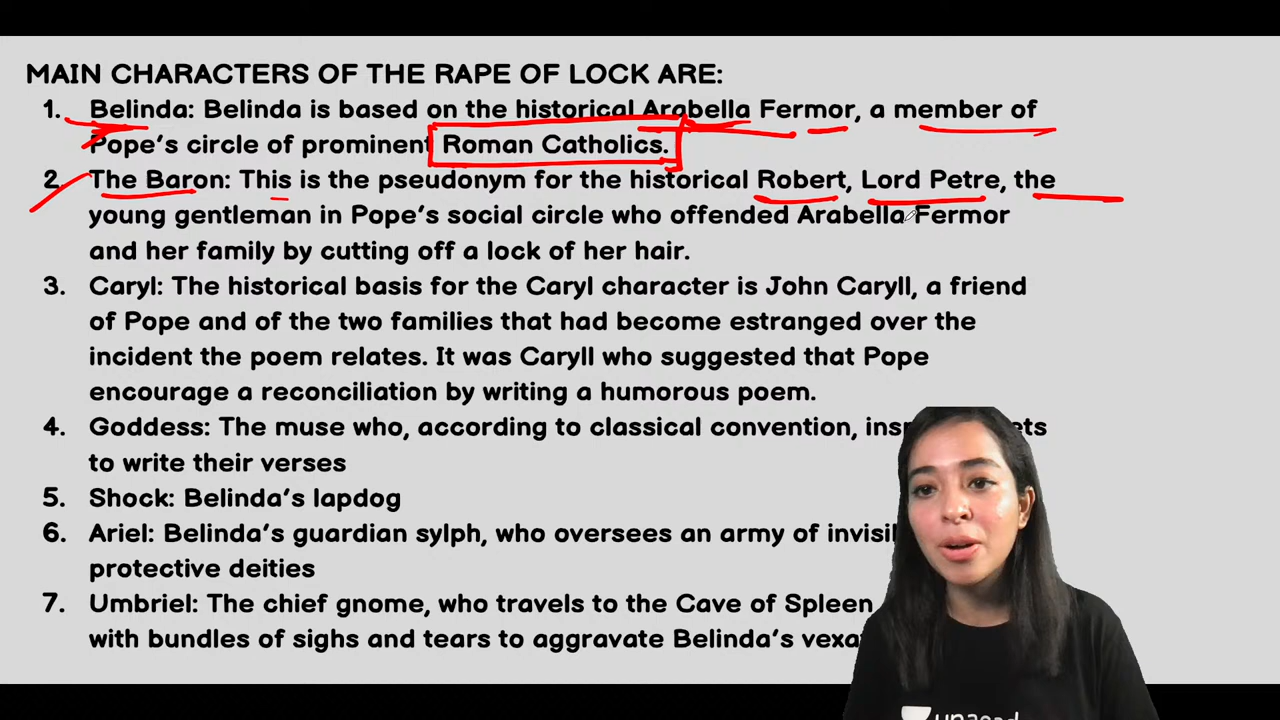 MAIN CHARACTERS OF THE RAPE OF LOCK ARE:
1. Belinda: Belinda is based on the historical Arabella Fermor, a member of
Pope's circle of prominent Roman Catholics.
2. The Baron: This is the pseudonym for the historical Robert, Lord Petre, the
young gentleman in Pope's social circle who offended Arabella Fermor
and her family by cutting off a lock of her hair.
3. Caryl: The historical basis for the Caryl character is John Caryll, a friend
of Pope and of the two families that had become estranged over the
incident the poem relates. It was Caryll who suggested that Pope
encourage a reconciliation by writing a humorous poem.
4. Goddess: The muse who, according to classical convention,
to write their verses
5. Shock: Belinda's lapdog
6. Ariel: Belinda's guardian sylph, who oversees an army of
protective deities
7. Umbriel: The chief gnome, who travels to the Cave of Spleen
with bundles of sighs and tears to aggravate Belinda's